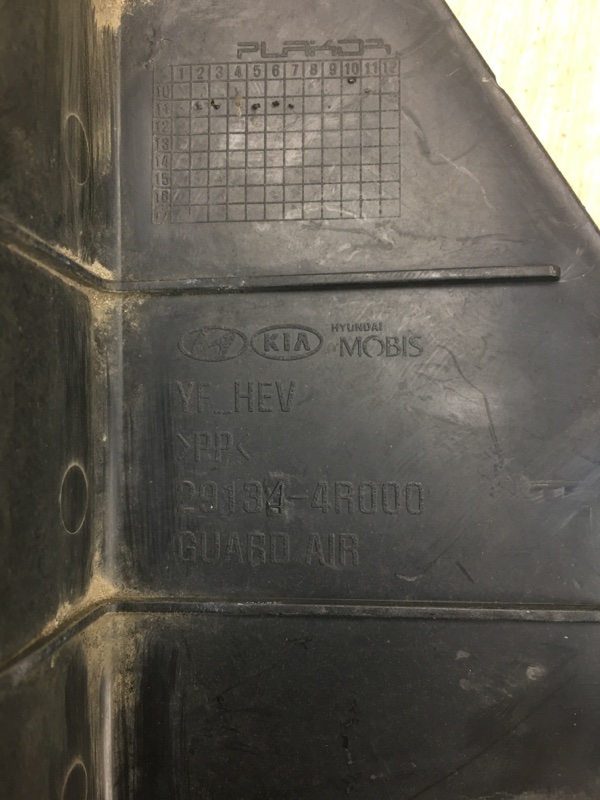 PLAKOR
1 2 3 4 5 6 7 8 9 10 11 12
10
11
12
13
14
15
16
17
KIA HYUNDAI MOBIS
YF_HEV
>PP<
29134-4R000
GUARD AIR